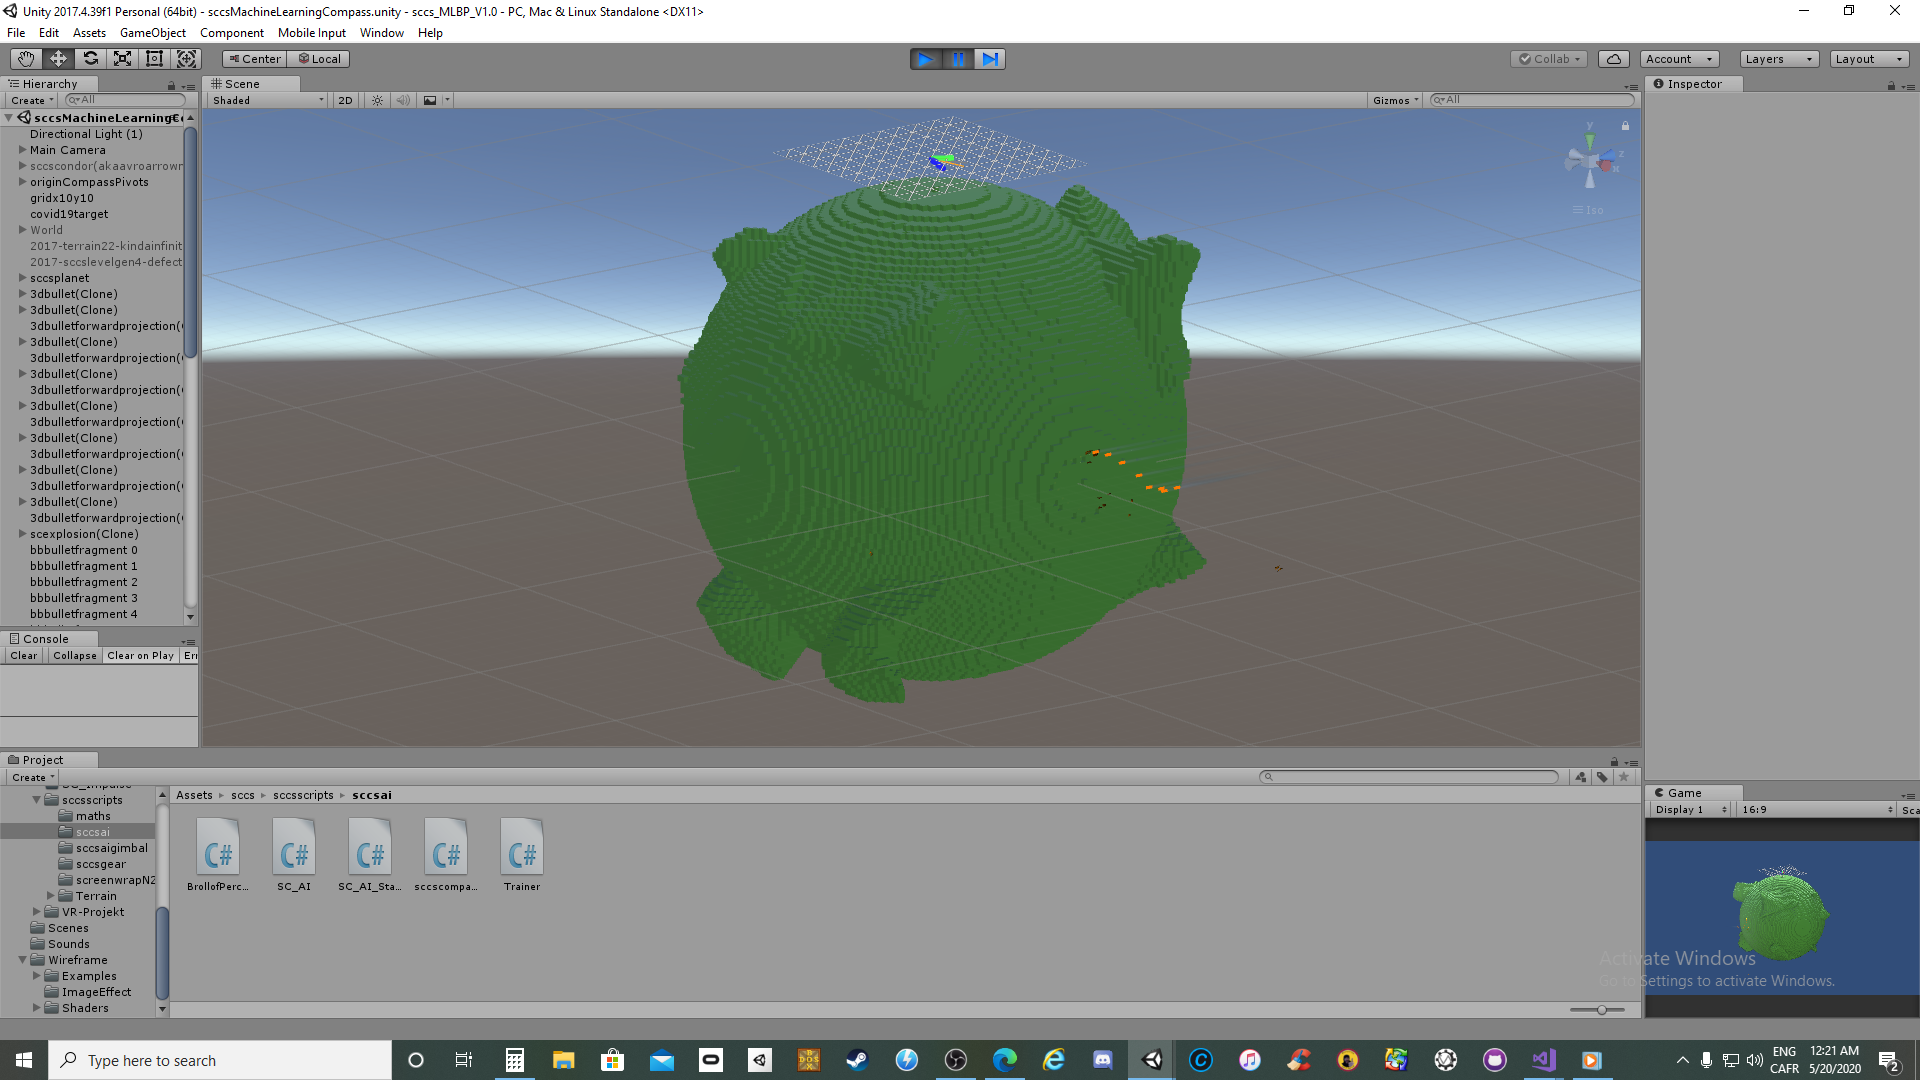 Unity 2017.4.39f1 Personal (64bit) - sccsMachineLearningCompass.unity - sccs_MLBP_V1.0 - PC, Mac & Linux Standalone <DX11>
File Edit Assets GameObject Component Mobile Input Window Help
Center Local
Collab Account Layers Layout
Hierarchy
Create All
sccsMachineLearning
Directional Light (1)
Main Camera
sccscondor(akaavroarrowr
originCompassPivots
gridx10y10
covid19target
World
2017-terrain22-kindainfinit
2017-sccslevelgen4-defect
sccsplanet
3dbullet(Clone)
3dbullet(Clone)
3dbulletforwardprojection(
3dbullet(Clone)
3dbulletforwardprojection(
3dbullet(Clone)
3dbulletforwardprojection(
3dbullet(Clone)
3dbulletforwardprojection(
3dbullet(Clone)
3dbulletforwardprojection(
3dbullet(Clone)
3dbulletforwardprojection(
3dbullet(Clone)
3dbulletforwardprojection(
scexplosion(Clone)
bbbulletfragment 0
bbbulletfragment 1
bbbulletfragment 2
bbbulletfragment 3
bbbulletfragment 4
Console
Clear Collapse Clear on Play Err
Scene
Shaded 2D Gizmos All
y
z
x
Iso
Inspector
Project
Create
sccsscripts
maths
sccsai
sccsaigimbal
sccsgear
screenwrapN2
Terrain
VR-Projekt
Scenes
Sounds
Wireframe
Examples
ImageEffect
Shaders
Assets sccs sccsscripts sccsai
C# C# C# C# C#
BrollofPerc... SC_AI SC_AI_Sta... sccscompa... Trainer
Game
Display 1 16:9 Sca
Activate Windows
Go to Settings to activate Windows.
Type here to search
ENG
CAFR
12:21 AM
5/20/2020
2